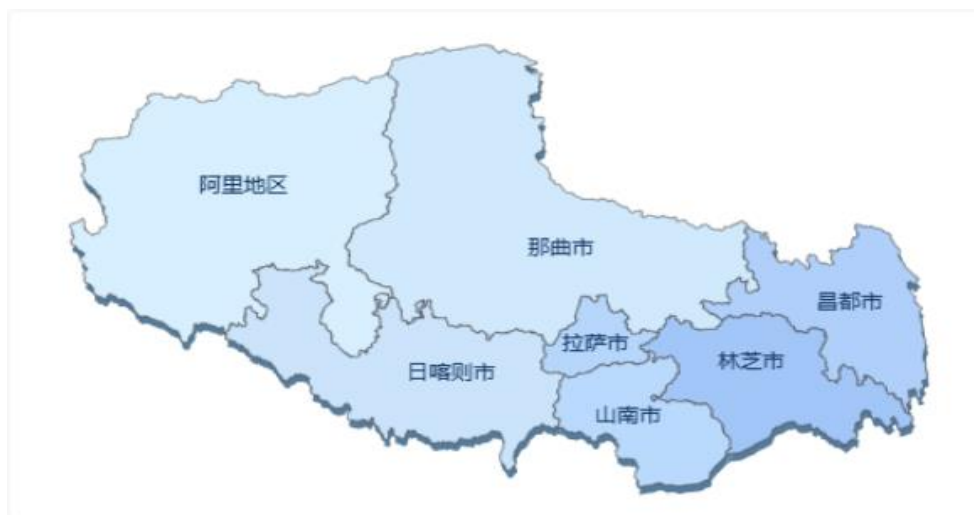 阿里地区
那曲市
昌都市
拉萨市
林芝市
日喀则市
山南市